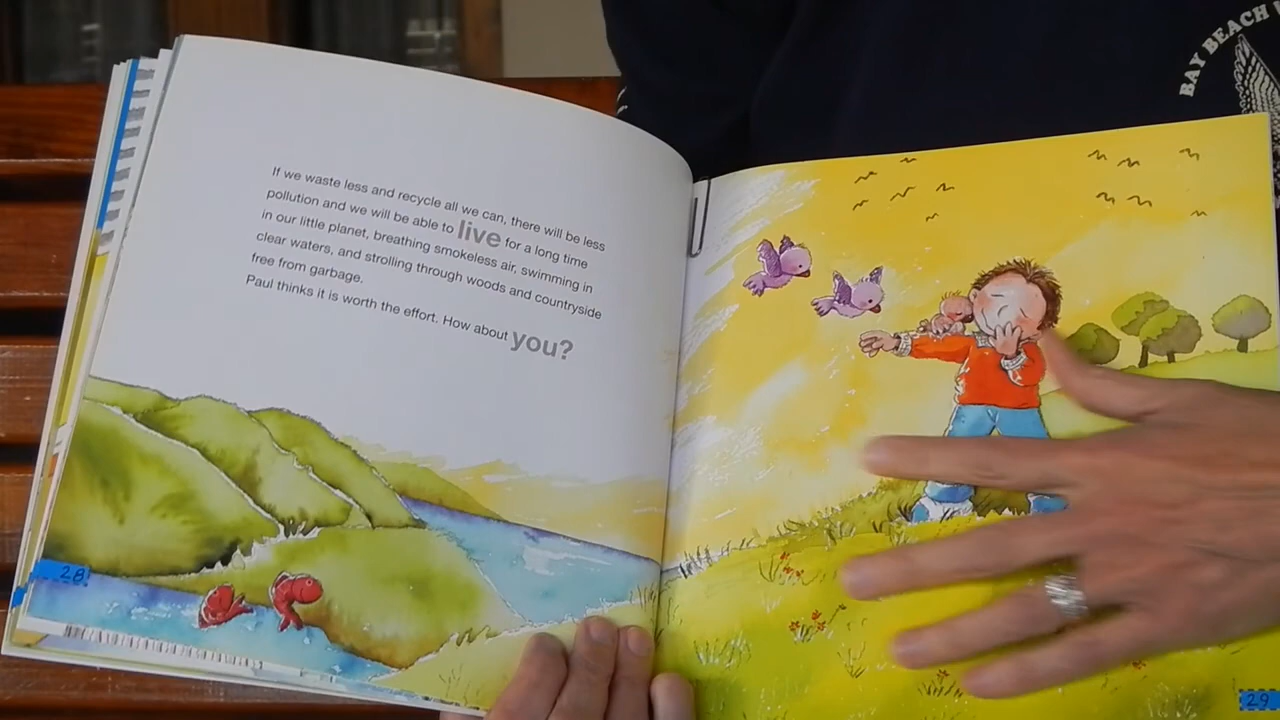 If we waste less and recycle all we can, there will be less
pollution and we will be able to live for a long time
in our little planet, breathing smokeless air, swimming in
clear waters, and strolling through woods and countryside
free from garbage.
Paul thinks it is worth the effort. How about you?
28
29
BAY BEACH